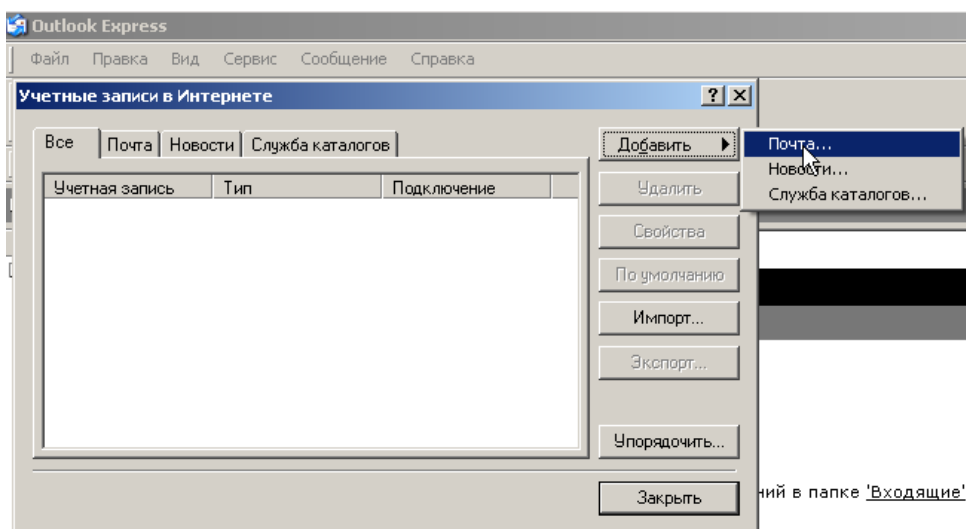 Outlook Express
Файл Правка Вид Сервис Сообщение Справка
Учетные записи в Интернете
Все Почта Новости Служба каталогов
Добавить
Почта...
Новости...
Служба каталогов...
Учетная запись Тип Подключение
Удалить
Свойства
По умолчанию
Импорт...
Экспорт...
Упорядочить...
Закрыть
ний в папке 'Входящие'